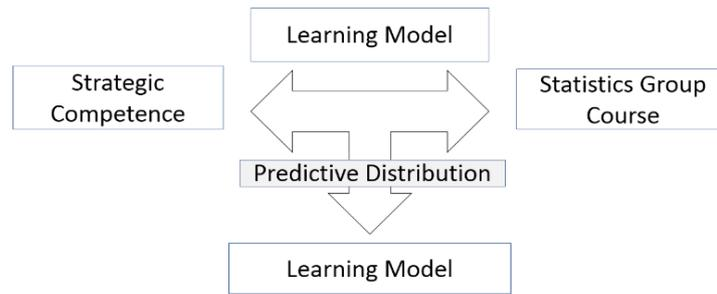 Learning Model
Strategic
Competence
Statistics Group
Course
Predictive Distribution
Learning Model